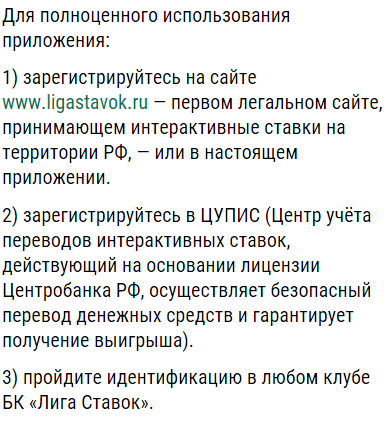 Для полноценного использования
приложения:
1) зарегистрируйтесь на сайте
www.ligastavok.ru — первом легальном сайте,
принимающем интерактивные ставки на
территории РФ, — или в настоящем
приложении.
2) зарегистрируйтесь в ЦУПИС (Центр учёта
переводов интерактивных ставок,
действующий на основании лицензии
Центробанка РФ, осуществляет безопасный
перевод денежных средств и гарантирует
получение выигрыша).
3) пройдите идентификацию в любом клубе
БК «Лига Ставок».